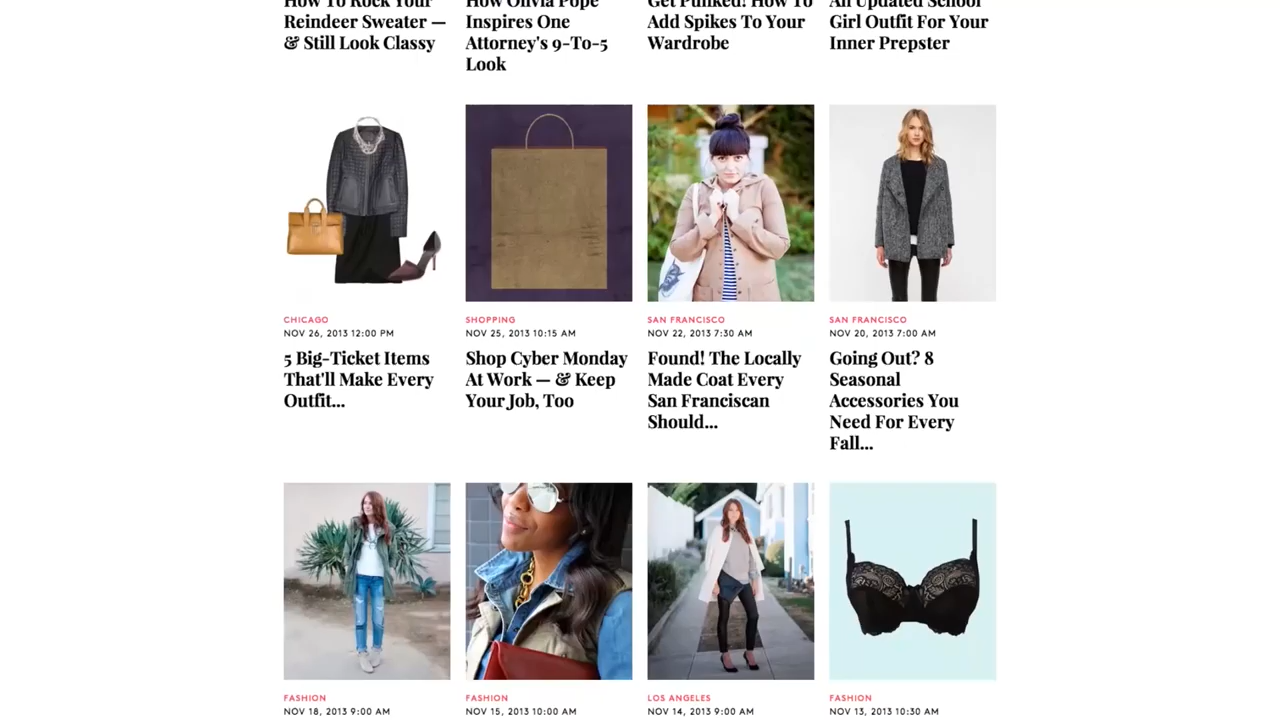 How To Rock Your
Reindeer Sweater —
& Still Look Classy
How Olivia Pope
Inspires One
Attorney's 9-To-5
Look
Get Punked! How To
Add Spikes To Your
Wardrobe
An Updated School
Girl Outfit For Your
Inner Prepster
CHICAGO
NOV 26, 2013 12:00 PM
5 Big-Ticket Items
That'll Make Every
Outfit...
SHOPPING
NOV 25, 2013 10:15 AM
Shop Cyber Monday
At Work — & Keep
Your Job, Too
SAN FRANCISCO
NOV 22, 2013 7:30 AM
Found! The Locally
Made Coat Every
San Franciscan
Should...
SAN FRANCISCO
NOV 20, 2013 7:00 AM
Going Out? 8
Seasonal
Accessories You
Need For Every
Fall...
FASHION
NOV 18, 2013 9:00 AM
FASHION
NOV 15, 2013 10:00 AM
LOS ANGELES
NOV 14, 2013 9:00 AM
FASHION
NOV 13, 2013 10:30 AM